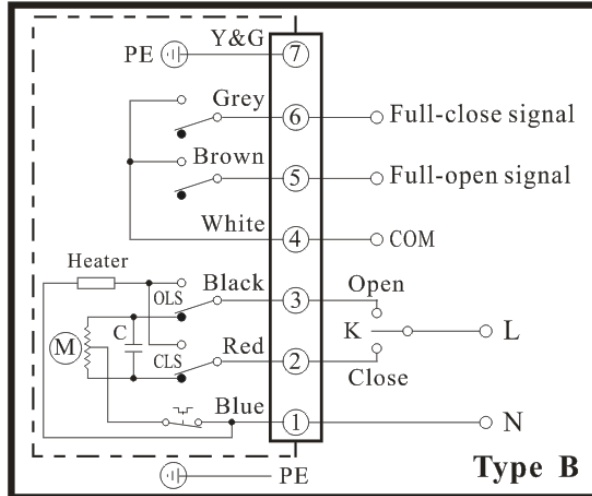 Y&G
PE 7
Grey 6 Full-close signal
Brown 5 Full-open signal
White 4 COM
Heater
OLS Black 3 Open
M C K L
CLS Red 2
Close
Blue 1 N
PE
Type B